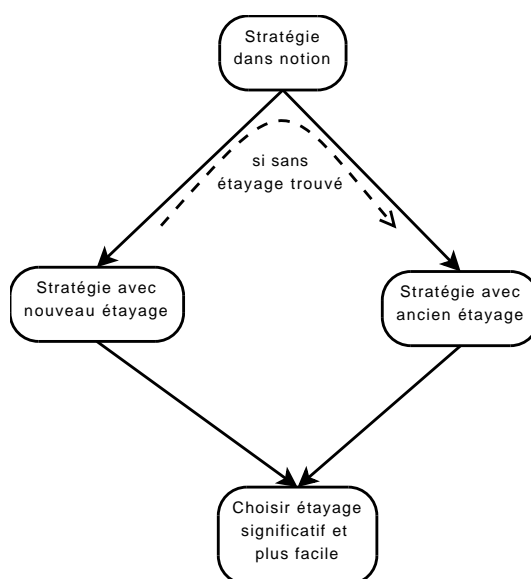 Stratégie
dans notion
si sans
étayage trouvé
Stratégie avec
nouveau étayage
Stratégie avec
ancien étayage
Choisir étayage
significatif et
plus facile